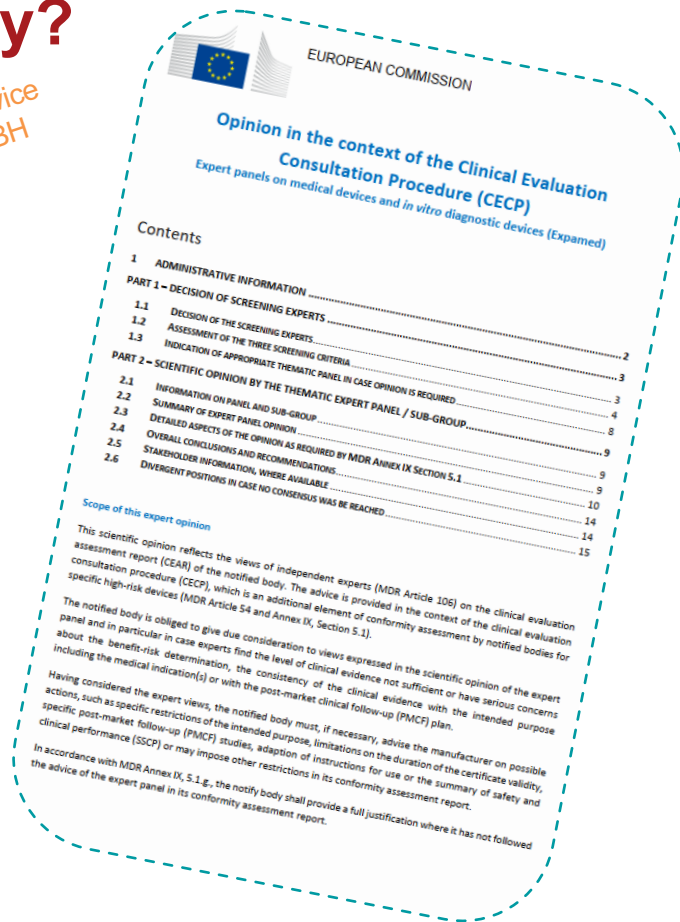 y?
vice
BH
EUROPEAN COMMISSION
Opinion in the context of the Clinical Evaluation
Consultation Procedure (CECP)
Expert panels on medical devices and in vitro diagnostic devices (Expamed)
Contents
1 ADMINISTRATIVE INFORMATION ........ 2
PART 1 – DECISION OF SCREENING EXPERTS ........ 3
1.1 DECISION OF THE SCREENING EXPERTS ........ 3
1.2 ASSESSMENT OF THE THREE SCREENING CRITERIA ........ 4
1.3 INDICATION OF APPROPRIATE THEMATIC PANEL IN CASE OPINION IS REQUIRED ........ 8
PART 2 – SCIENTIFIC OPINION BY THE THEMATIC EXPERT PANEL / SUB-GROUP ........ 9
2.1 INFORMATION ON PANEL AND SUB-GROUP ........ 9
2.2 SUMMARY OF EXPERT PANEL OPINION ........ 9
2.3 DETAILED ASPECTS OF THE OPINION AS REQUIRED BY MDR ANNEX IX SECTION 5.1 ........ 10
2.4 OVERALL CONCLUSIONS AND RECOMMENDATIONS ........ 14
2.5 STAKEHOLDER INFORMATION, WHERE AVAILABLE ........ 14
2.6 DIVERGENT POSITIONS IN CASE NO CONSENSUS WAS BE REACHED ........ 15
Scope of this expert opinion
This scientific opinion reflects the views of independent experts (MDR Article 106) on the clinical evaluation
assessment report (CEAR) of the notified body. The advice is provided in the context of the clinical evaluation
consultation procedure (CECP), which is an additional element of conformity assessment by notified bodies for
specific high-risk devices (MDR Article 54 and Annex IX, Section 5.1).
The notified body is obliged to give due consideration to views expressed in the scientific opinion of the expert
panel and in particular in case experts find the level of clinical evidence not sufficient or have serious concerns
about the benefit-risk determination, the consistency of the clinical evidence with the intended purpose
including the medical indication(s) or with the post-market clinical follow-up (PMCF) plan.
Having considered the expert views, the notified body must, if necessary, advise the manufacturer on possible
actions, such as specific restrictions of the intended purpose, limitations on the duration of the certificate validity,
specific post-market follow-up (PMCF) studies, adaption of instructions for use or the summary of safety and
clinical performance (SSCP) or may impose other restrictions in its conformity assessment report.
In accordance with MDR Annex IX, 5.1.g., the notify body shall provide a full justification where it has not followed
the advice of the expert panel in its conformity assessment report.